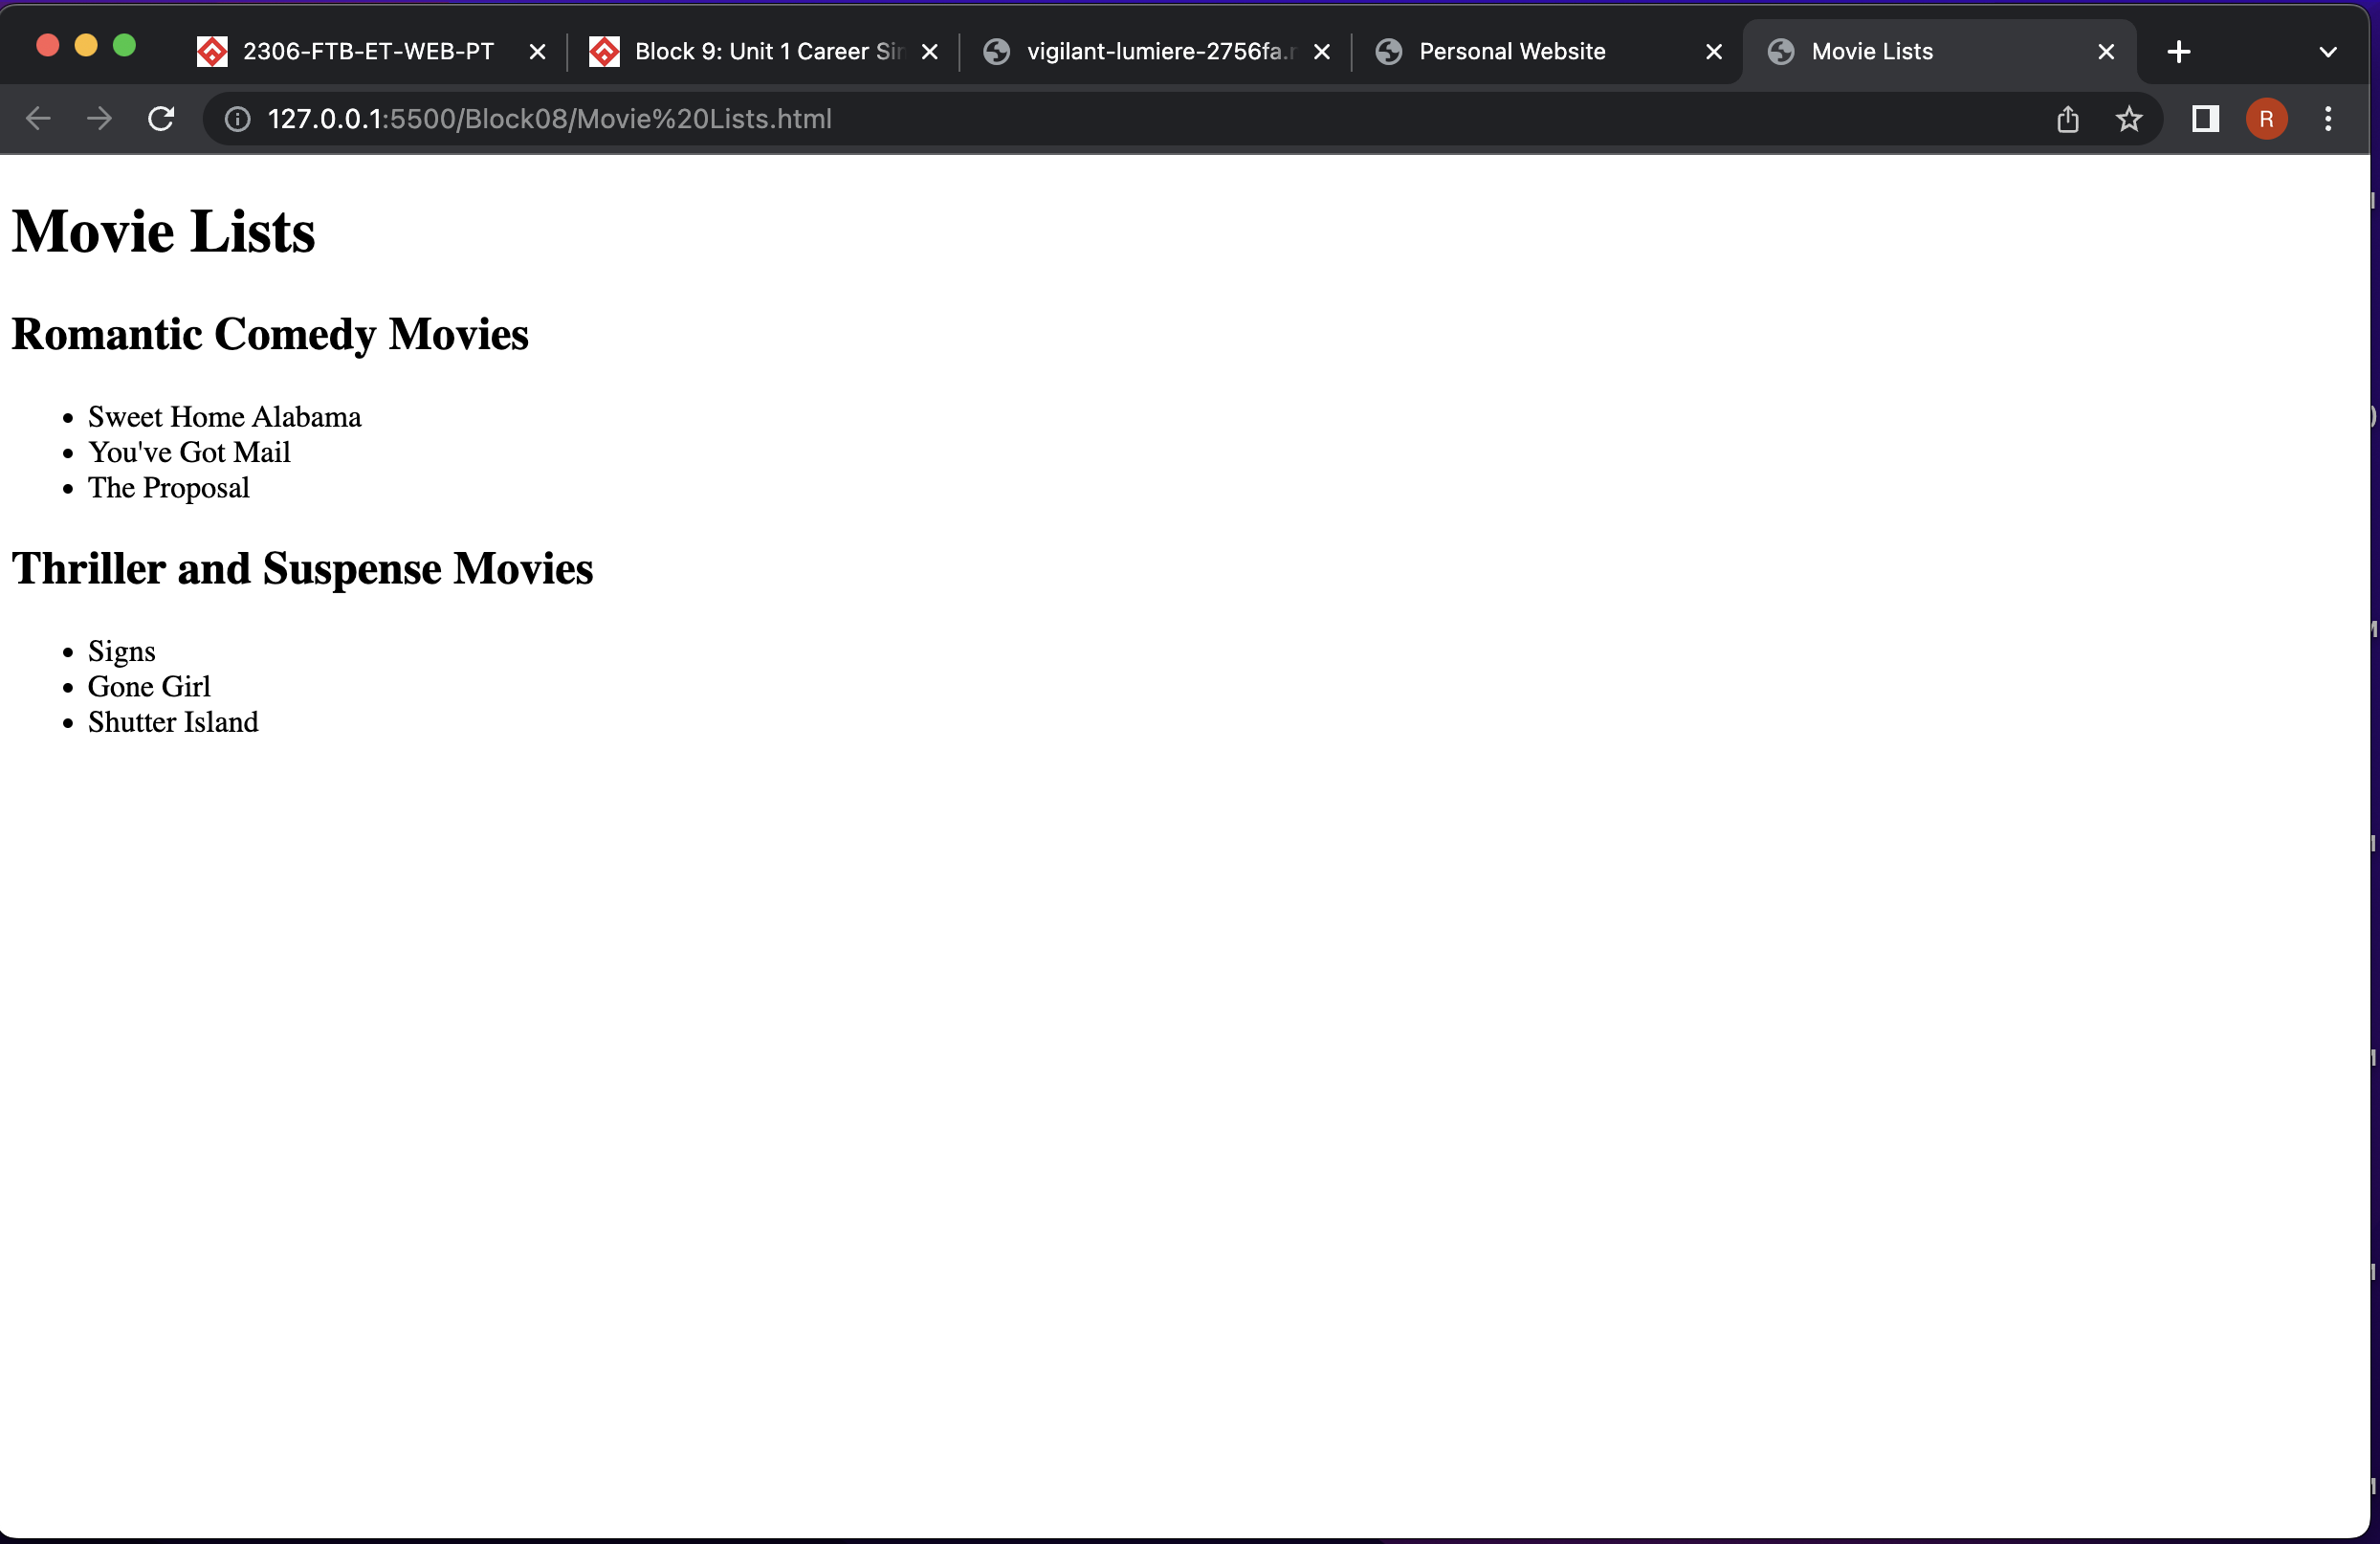 2306-FTB-ET-WEB-PT
Block 9: Unit 1 Career Sir
vigilant-lumiere-2756fa.r
Personal Website
Movie Lists
127.0.0.1:5500/Block08/Movie%20Lists.html
R
Movie Lists
Romantic Comedy Movies
• Sweet Home Alabama
• You've Got Mail
• The Proposal
Thriller and Suspense Movies
• Signs
• Gone Girl
• Shutter Island